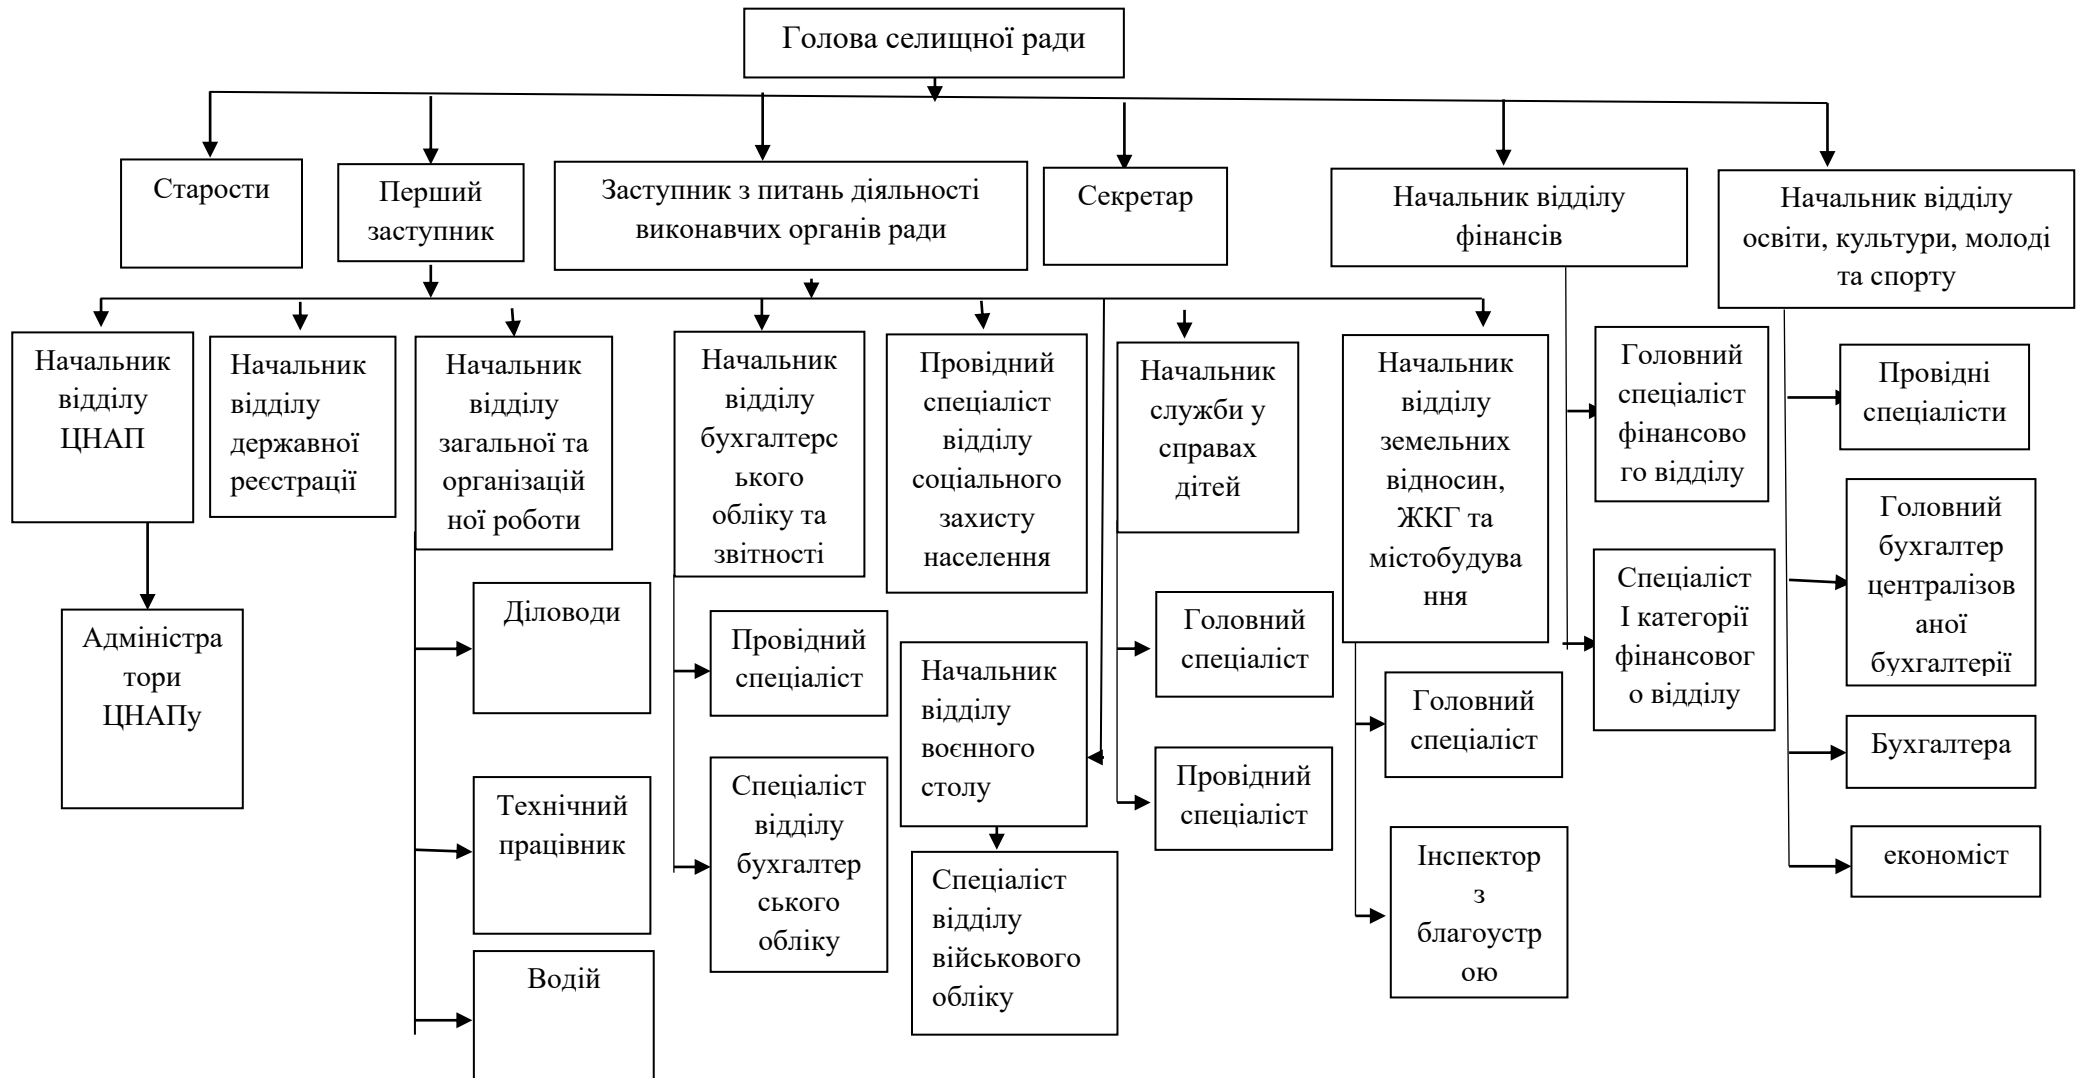 Голова селищної ради
Старости
Перший
заступник
Заступник з питань діяльності
виконавчих органів ради
Секретар
Начальник відділу
фінансів
Начальник відділу
освіти, культури, молоді
та спорту
Начальник
відділу
ЦНАП
Начальник
відділу
державної
реєстрації
Начальник
відділу
загальної та
організацій
ної роботи
Начальник
відділу
бухгалтерс
ького
обліку та
звітності
Провідний
спеціаліст
відділу
соціального
захисту
населення
Начальник
служби у
справах
дітей
Начальник
відділу
земельних
відносин,
ЖКГ та
містобудува
ння
Головний
спеціаліст
фінансово
го відділу
Провідні
спеціалісти
Адміністра
тори
ЦНАПу
Діловоди
Технічний
працівник
Водій
Провідний
спеціаліст
Спеціаліст
відділу
бухгалтер
ського
обліку
Начальник
відділу
воєнного
столу
Спеціаліст
відділу
військового
обліку
Головний
спеціаліст
Провідний
спеціаліст
Головний
спеціаліст
Інспектор
з
благоустр
ою
Спеціаліст
І категорії
фінансовог
о відділу
Головний
бухгалтер
централізов
аної
бухгалтерії
Бухгалтера
економіст